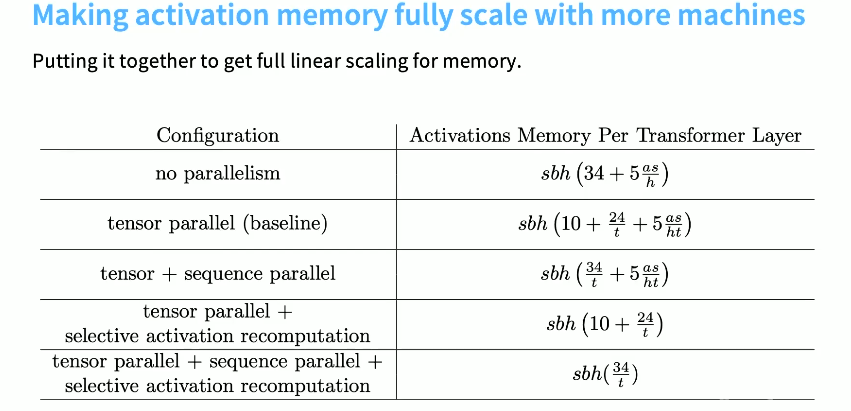 Making activation memory fully scale with more machines
Putting it together to get full linear scaling for memory.
Configuration Activations Memory Per Transformer Layer
no parallelism sbh (34 + 5 as/h)
tensor parallel (baseline) sbh (10 + 24/t + 5 as/ht)
tensor + sequence parallel sbh (34/t + 5 as/ht)
tensor parallel +
selective activation recomputation sbh (10 + 24/t)
tensor parallel + sequence parallel +
selective activation recomputation sbh(34/t)